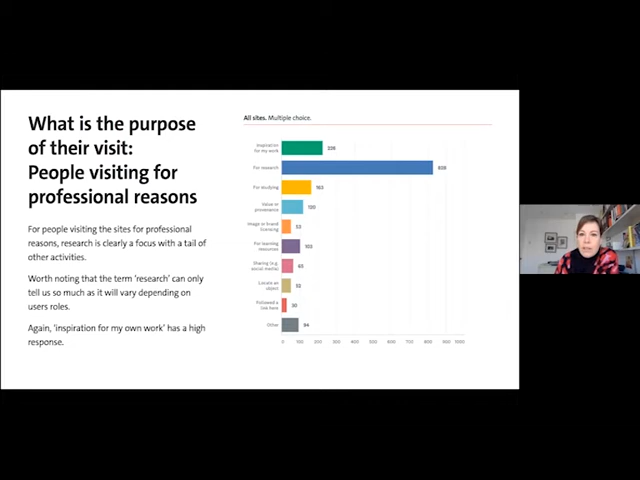 What is the purpose
of their visit:
People visiting for
professional reasons
For people visiting the sites for professional
reasons, research is clearly a focus with a tail of
other activities.
Worth noting that the term ‘research’ can only
tell us so much as it will vary depending on
users roles.
Again, ‘inspiration for my own work’ has a high
response.
All sites. Multiple choice.
Inspiration
for my work
For research
838
For studying
163
Value or
provenance
120
Image or brand
licensing
53
For learning
resources
103
Sharing (e.g.
social media)
63
Locate an
object
52
Followed a
link here
30
Other
94
0 100 200 300 400 500 600 700 800 900 1000